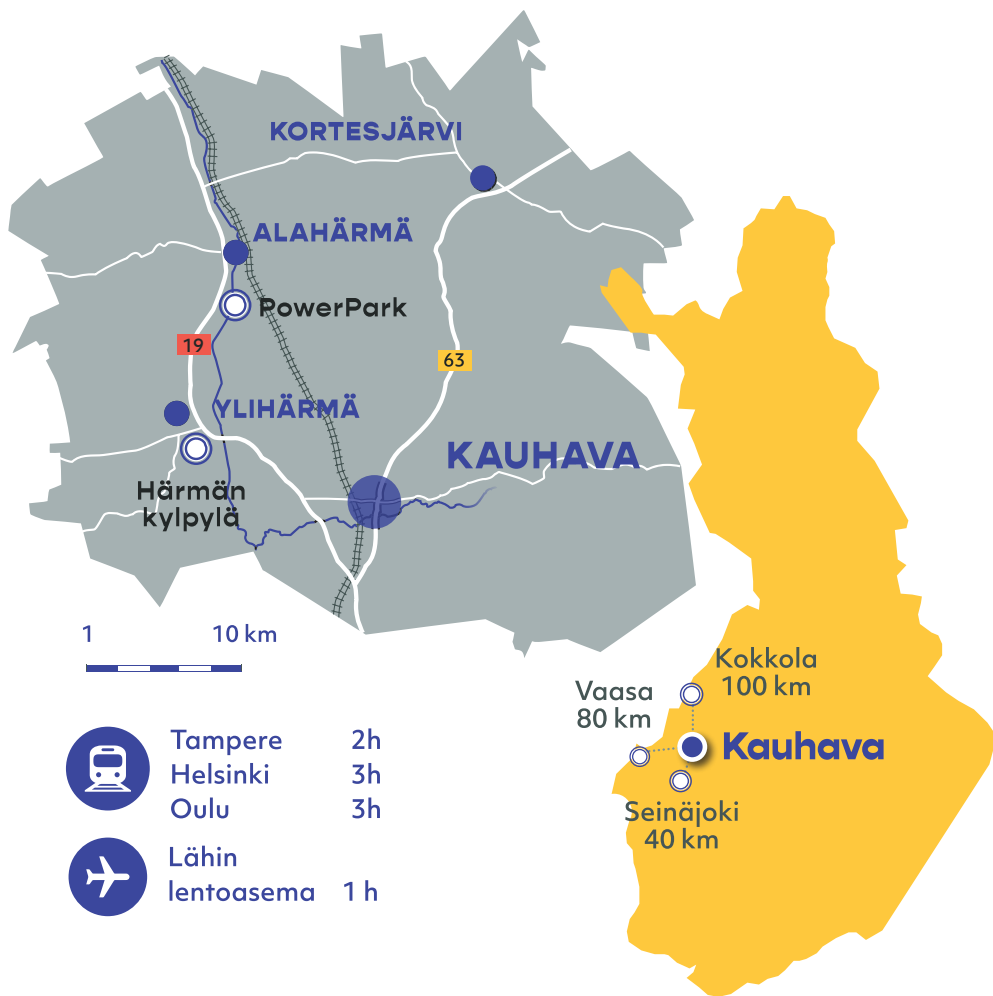 KORTESJÄRVI
ALAHÄRMÄ
PowerPark
19
63
YLIHÄRMÄ
KAUHAVA
Härmän
kylpylä
1 10 km
Kokkola
100 km
Vaasa
80 km
Kauhava
Seinäjoki
40 km
Tampere 2h
Helsinki 3h
Oulu 3h
Lähin
lentoasema 1 h